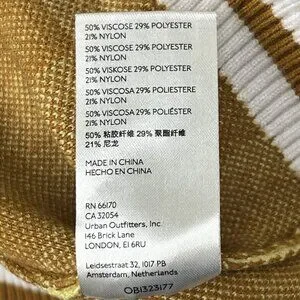 50% VISCOSE 29% POLYESTER
21% NYLON
50% VISCOSE 29% POLYESTER
21% NYLON
50% VISKOSE 29% POLYESTER
21% NYLON
50% VISCOSA 29% POLIESTERE
21% NYLON
50% VISCOSA 29% POLIÉSTER
21% NYLON
50% 粘胶纤维 29% 聚酯纤维
21% 尼龙
MADE IN CHINA
HECHO EN CHINA
RN 66170
CA 32054
Urban Outfitters, Inc.
146 Brick Lane
LONDON, E1 6RU
Leidsestraat 32, 1017 PB
Amsterdam, Netherlands
OB1323177